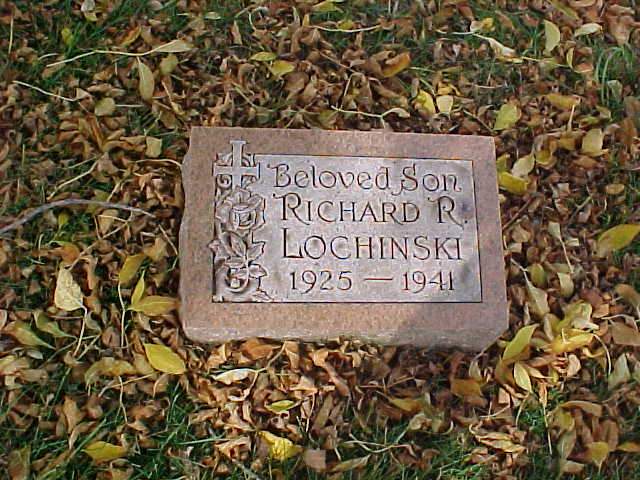 Beloved Son
Richard R.
Lochinski
1925 — 1941